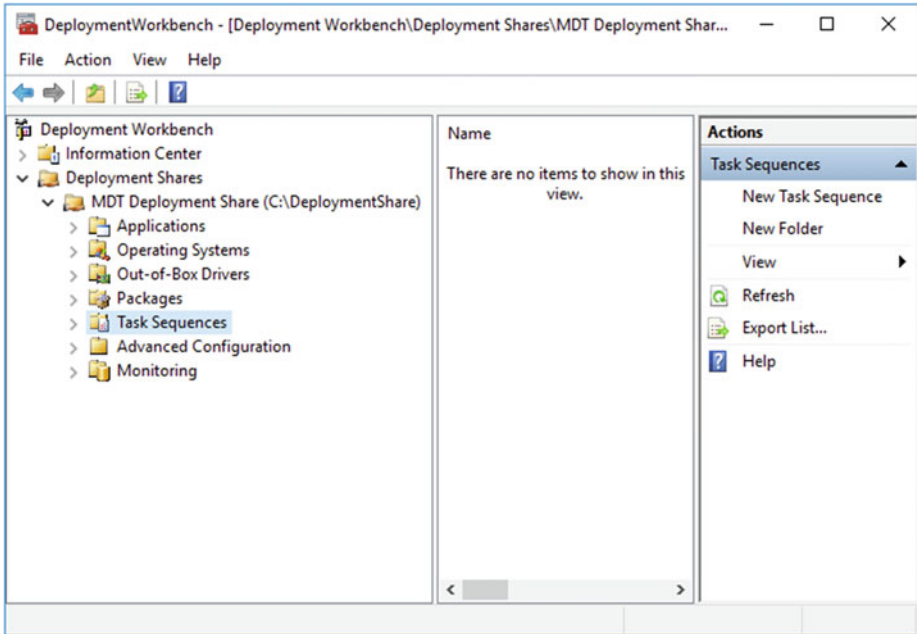 DeploymentWorkbench - [Deployment Workbench\Deployment Shares\MDT Deployment Shar...
File Action View Help
Deployment Workbench
Information Center
Deployment Shares
MDT Deployment Share (C:\DeploymentShare)
Applications
Operating Systems
Out-of-Box Drivers
Packages
Task Sequences
Advanced Configuration
Monitoring
Name
There are no items to show in this
view.
Actions
Task Sequences
New Task Sequence
New Folder
View
Refresh
Export List...
Help